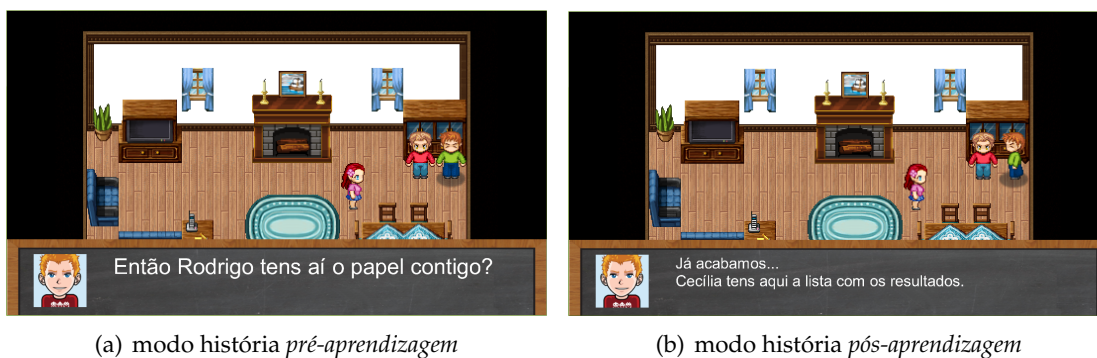 Então Rodrigo tens aí o papel contigo?
Já acabamos...
Cecília tens aqui a lista com os resultados.
(a) modo história pré-aprendizagem
(b) modo história pós-aprendizagem